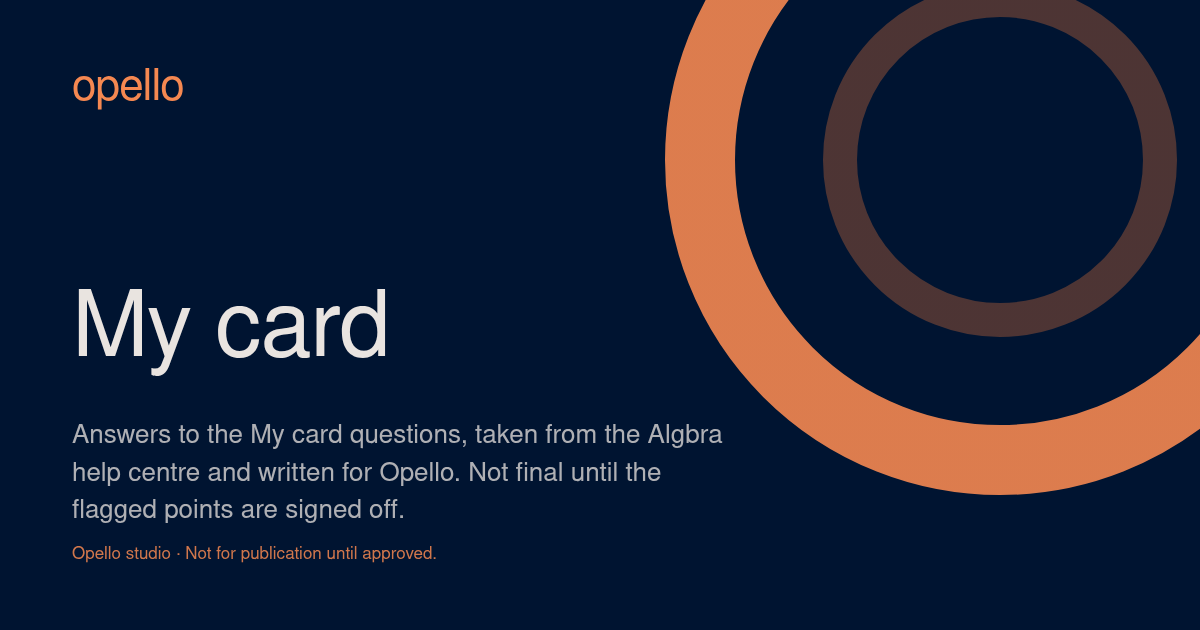 opello
My card
Answers to the My card questions, taken from the Algbra
help centre and written for Opello. Not final until the
flagged points are signed off.
Opello studio · Not for publication until approved.